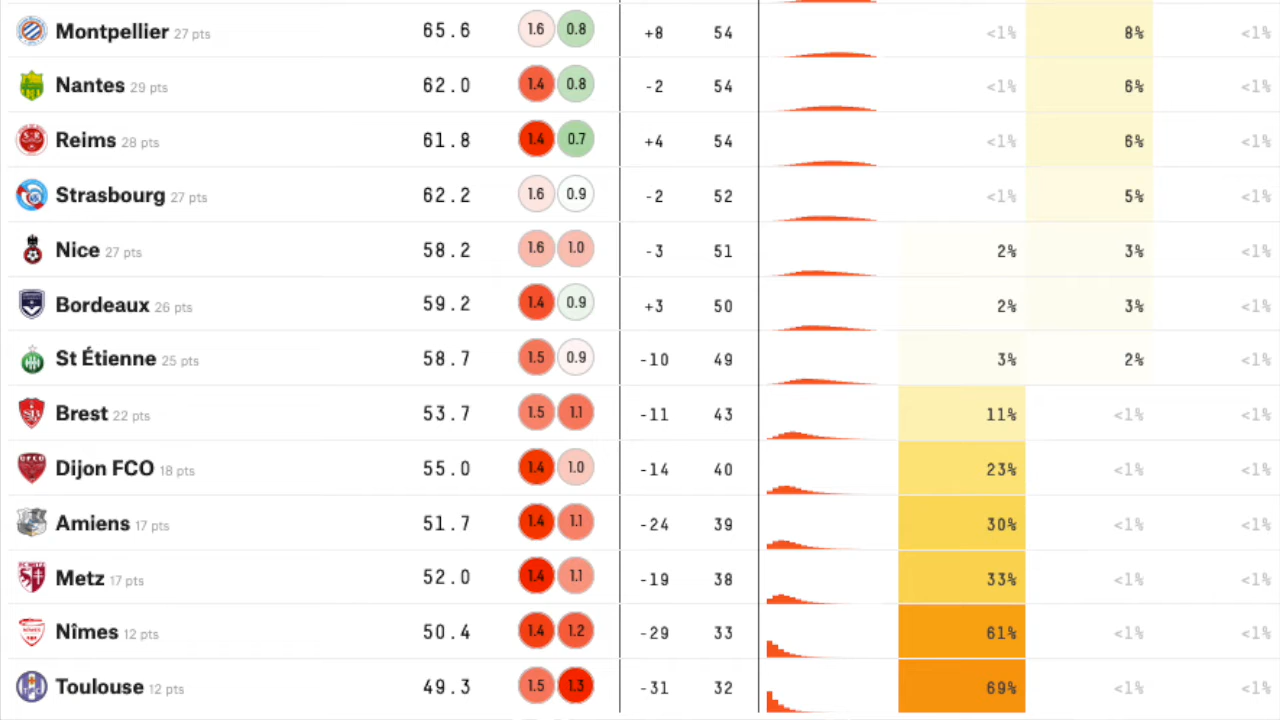 Montpellier 27 pts 65.6 1.6 0.8 +8 54 <1% 8% <1%
Nantes 29 pts 62.0 1.4 0.8 -2 54 <1% 6% <1%
Reims 28 pts 61.8 1.4 0.7 +4 54 <1% 6% <1%
Strasbourg 27 pts 62.2 1.6 0.9 -2 52 <1% 5% <1%
Nice 27 pts 58.2 1.6 1.0 -3 51 2% 3% <1%
Bordeaux 26 pts 59.2 1.4 0.9 +3 50 2% 3% <1%
St Étienne 25 pts 58.7 1.5 0.9 -10 49 3% 2% <1%
Brest 22 pts 53.7 1.5 1.1 -11 43 11% <1% <1%
Dijon FCO 18 pts 55.0 1.4 1.0 -14 40 23% <1% <1%
Amiens 17 pts 51.7 1.4 1.1 -24 39 30% <1% <1%
Metz 17 pts 52.0 1.4 1.1 -19 38 33% <1% <1%
Nîmes 12 pts 50.4 1.4 1.2 -29 33 61% <1% <1%
Toulouse 12 pts 49.3 1.5 1.3 -31 32 69% <1% <1%